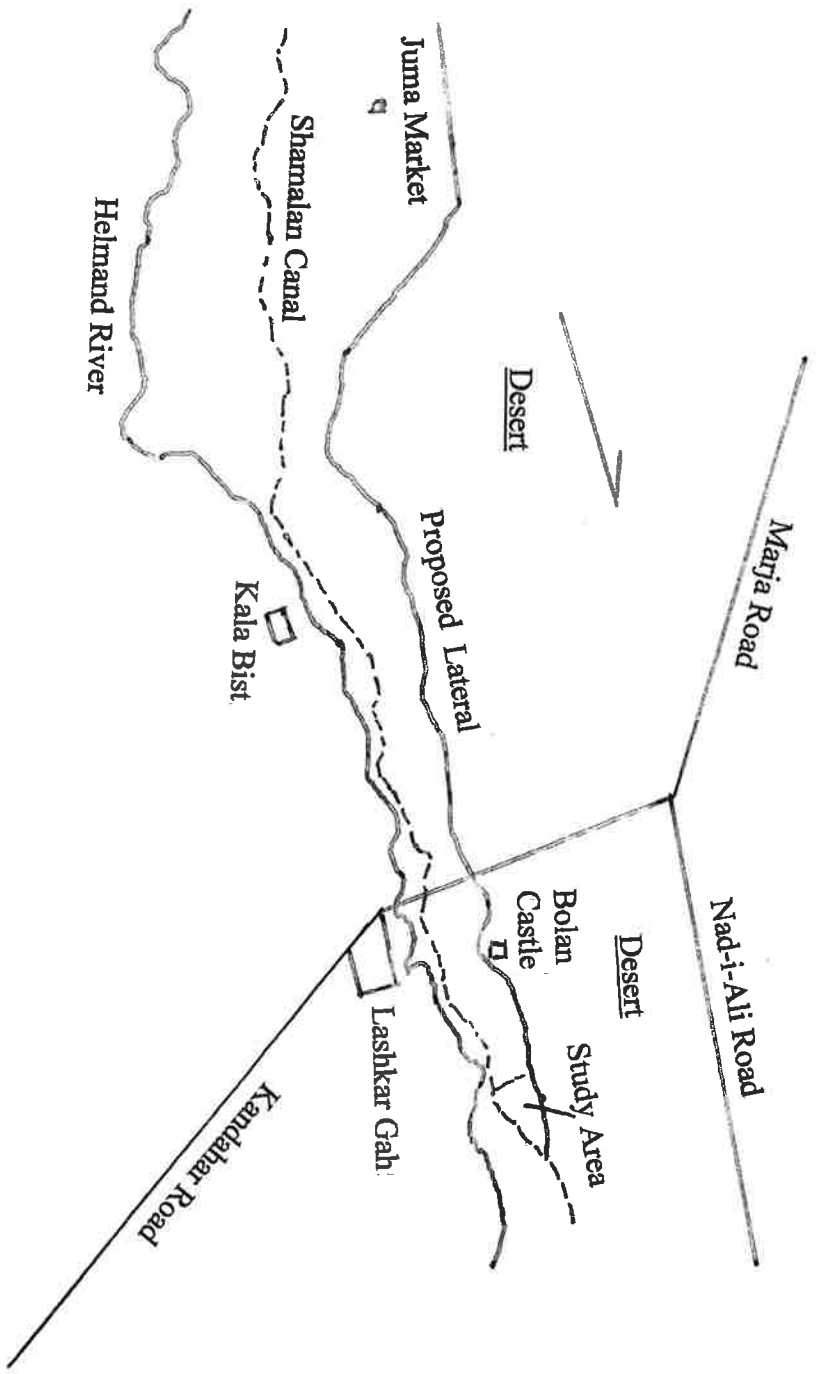 Juma Market
Shamalan Canal
Helmand River
Desert
Marja Road
Proposed Lateral
Kala Bist
Nad-i-Ali Road
Desert
Bolan
Castle
Study Area
Lashkar Gah
Kandahar Road